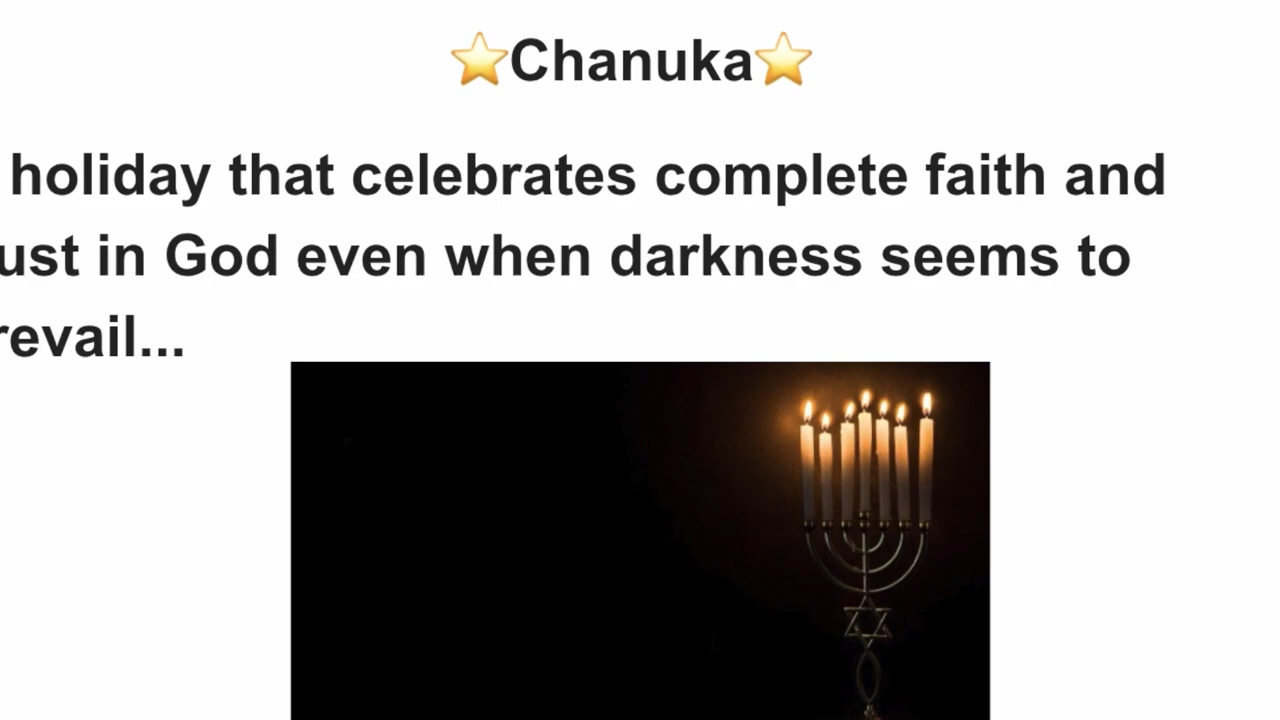 ⭐Chanuka⭐
holiday that celebrates complete faith and
ust in God even when darkness seems to
revail...